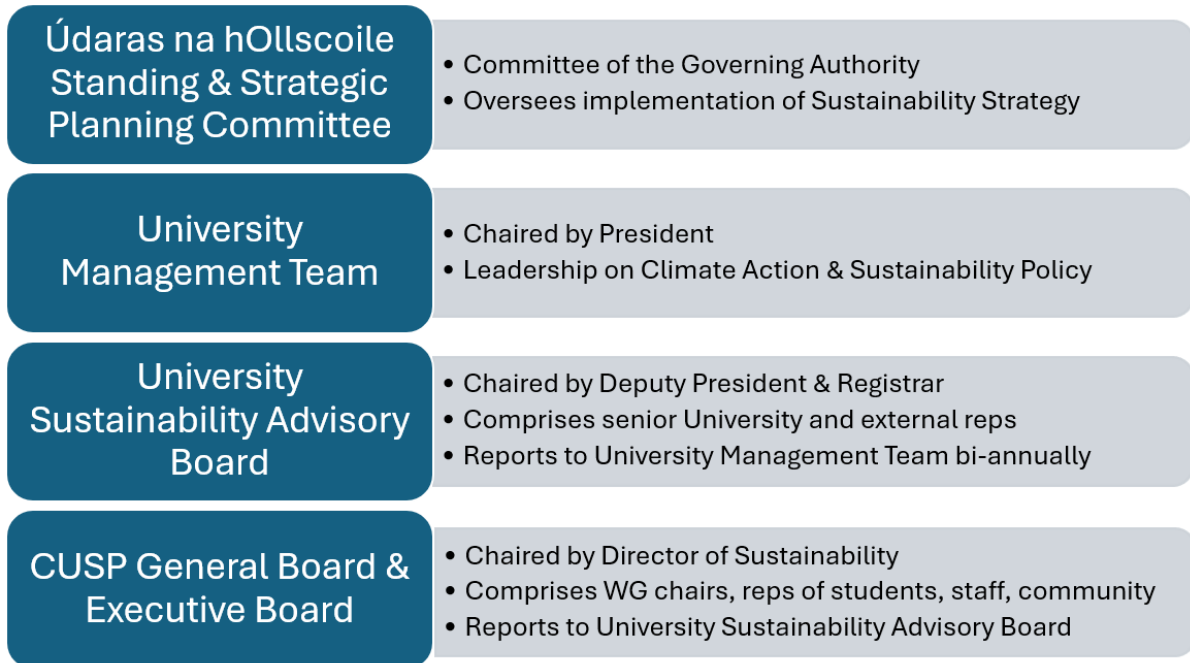 Údaras na hOllscoile
Standing & Strategic
Planning Committee
• Committee of the Governing Authority
• Oversees implementation of Sustainability Strategy
University
Management Team
• Chaired by President
• Leadership on Climate Action & Sustainability Policy
University
Sustainability Advisory
Board
• Chaired by Deputy President & Registrar
• Comprises senior University and external reps
• Reports to University Management Team bi-annually
CUSP General Board &
Executive Board
• Chaired by Director of Sustainability
• Comprises WG chairs, reps of students, staff, community
• Reports to University Sustainability Advisory Board